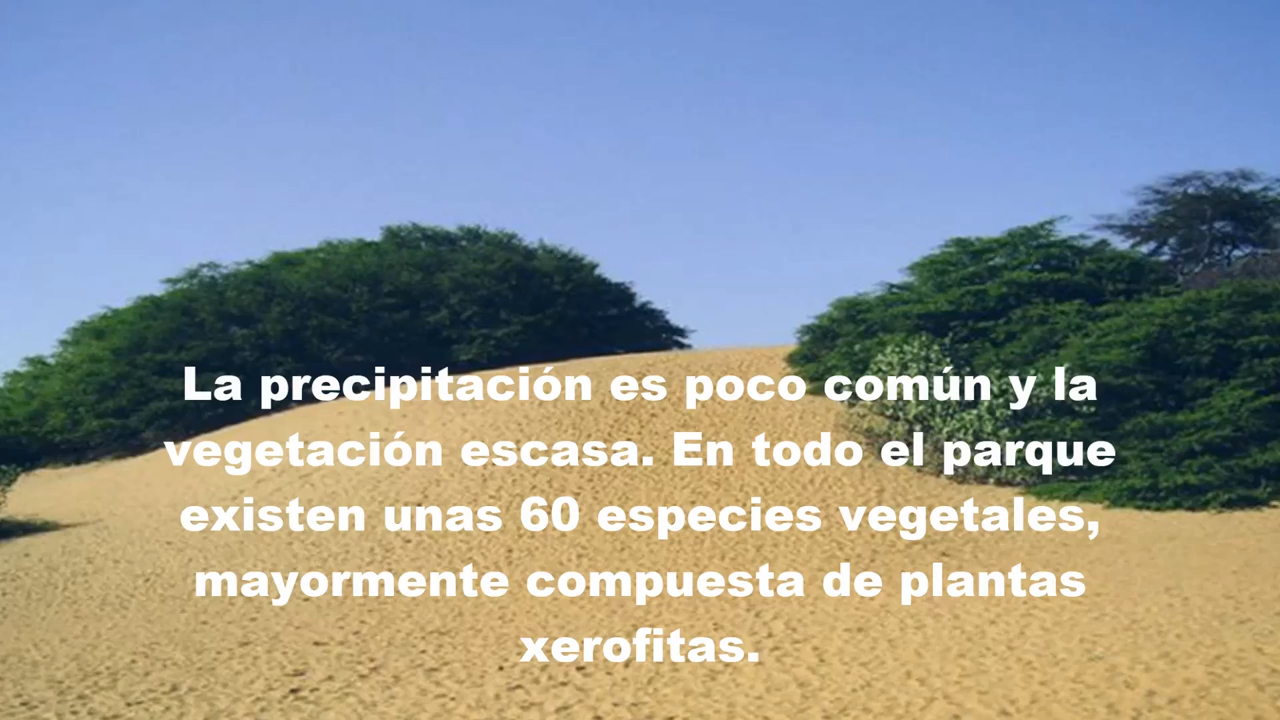 La precipitación es poco común y la
vegetación escasa. En todo el parque
existen unas 60 especies vegetales,
mayormente compuesta de plantas
xerofitas.